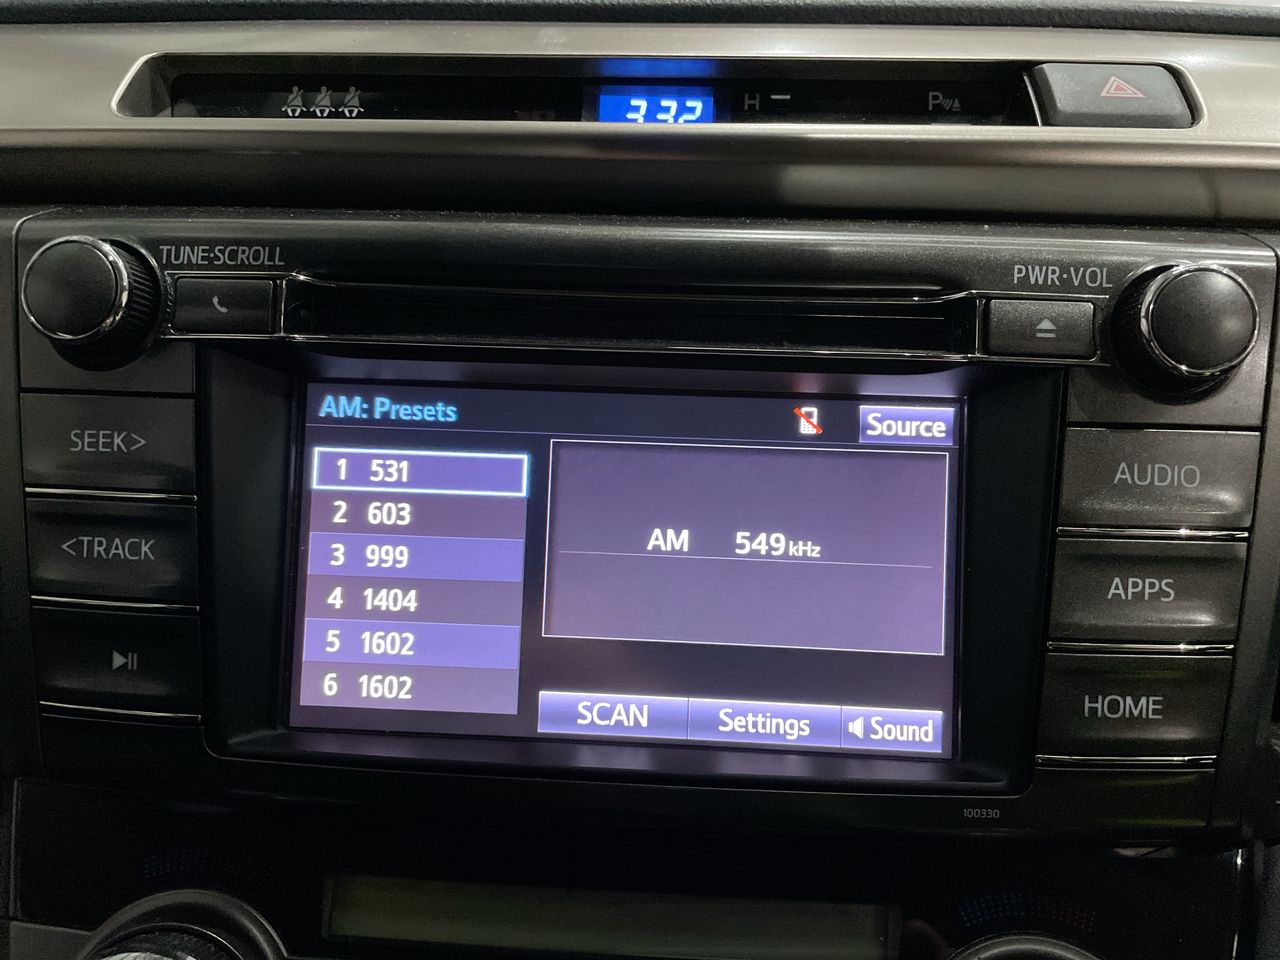 3:32
H
P
TUNE·SCROLL
PWR·VOL
AM: Presets
Source
SEEK>
AUDIO
1 531
2 603
3 999
4 1404
5 1602
6 1602
AM 549 kHz
<TRACK
APPS
HOME
SCAN
Settings
Sound
100330